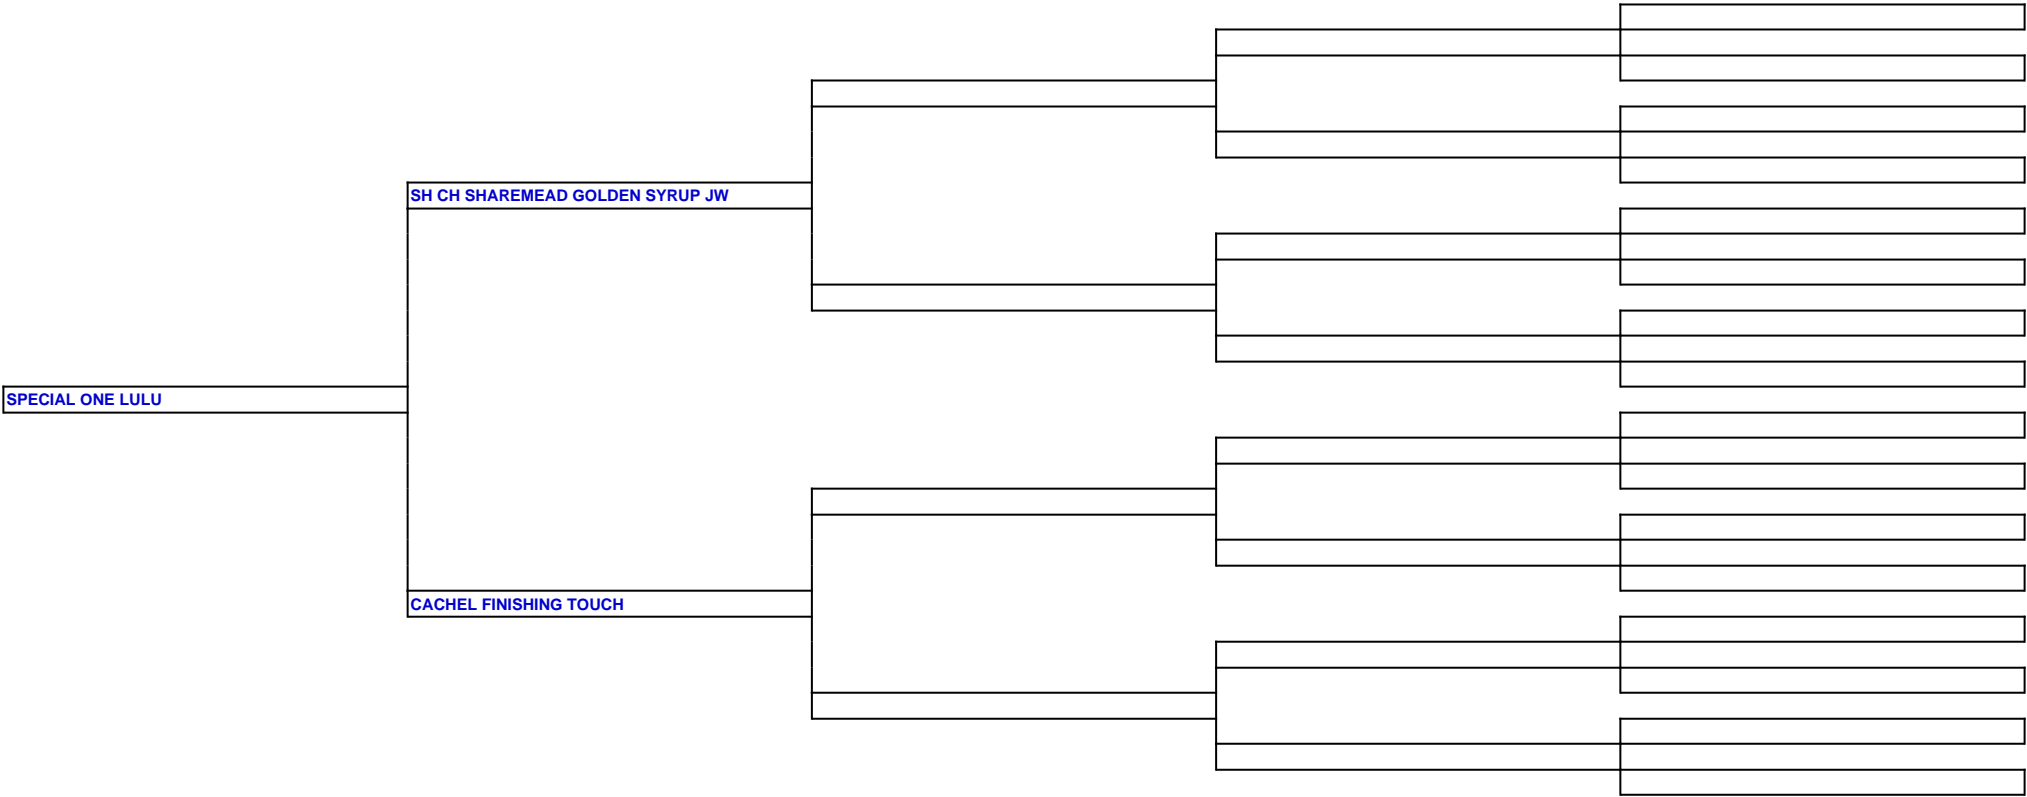 SH CH SHAREMEAD GOLDEN SYRUP JW
SPECIAL ONE LULU
CACHEL FINISHING TOUCH